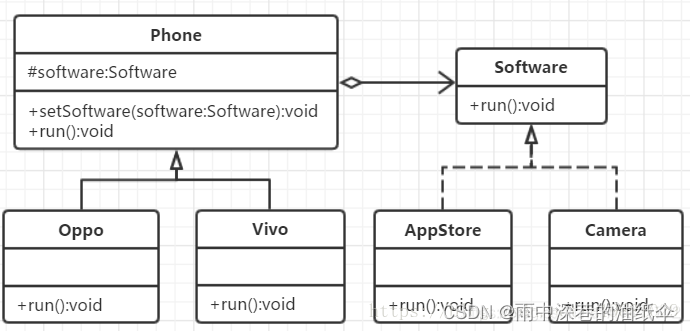 Phone
#software:Software
+setSoftware(software:Software):void
+run():void
Software
+run():void
Oppo
+run():void
Vivo
+run():void
AppStore
+run():void
Camera
+run():void
CSDN @雨中深巷的油纸伞